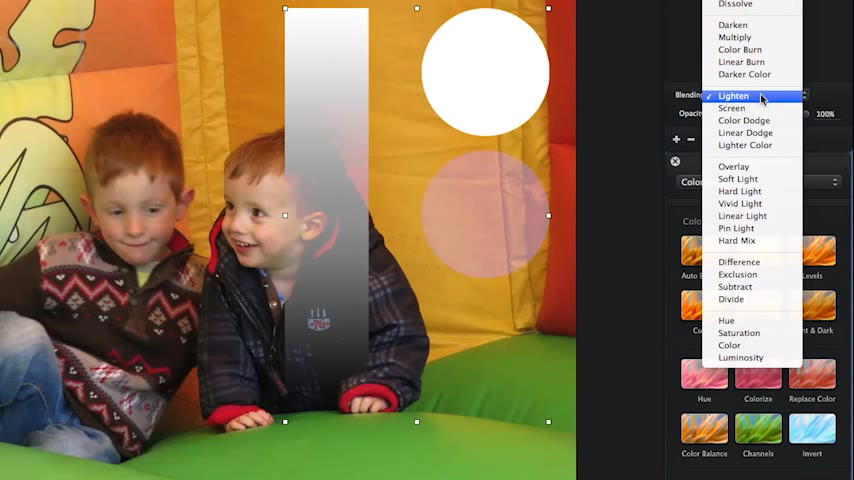 Dissolve
Darken
Multiply
Color Burn
Linear Burn
Darker Color
Blending
✓ Lighten
Opacity
100%
Screen
Color Dodge
Linear Dodge
Lighter Color
Overlay
Soft Light
Hard Light
Vivid Light
Linear Light
Pin Light
Hard Mix
Difference
Exclusion
Subtract
Divide
Hue
Saturation
Color
Luminosity
Levels
Hue
Colorize
Replace Color
Color Balance
Channels
Invert